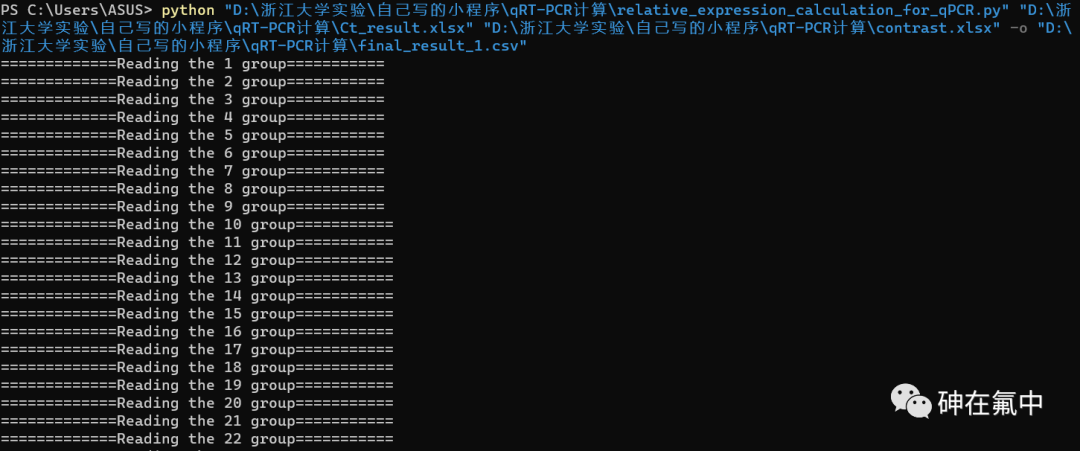 PS C:\Users\ASUS> python "D:\浙江大学实验\自己写的小程序\qRT-PCR计算\relative_expression_calculation_for_qPCR.py" "D:\浙
江大学实验\自己写的小程序\qRT-PCR计算\Ct_result.xlsx" "D:\浙江大学实验\自己写的小程序\qRT-PCR计算\contrast.xlsx" -o "D:\
浙江大学实验\自己写的小程序\qRT-PCR计算\final_result_1.csv"
=============Reading the 1 group===========
=============Reading the 2 group===========
=============Reading the 3 group===========
=============Reading the 4 group===========
=============Reading the 5 group===========
=============Reading the 6 group===========
=============Reading the 7 group===========
=============Reading the 8 group===========
=============Reading the 9 group===========
=============Reading the 10 group===========
=============Reading the 11 group===========
=============Reading the 12 group===========
=============Reading the 13 group===========
=============Reading the 14 group===========
=============Reading the 15 group===========
=============Reading the 16 group===========
=============Reading the 17 group===========
=============Reading the 18 group===========
=============Reading the 19 group===========
=============Reading the 20 group===========
=============Reading the 21 group===========
=============Reading the 22 group===========
砷在氟中